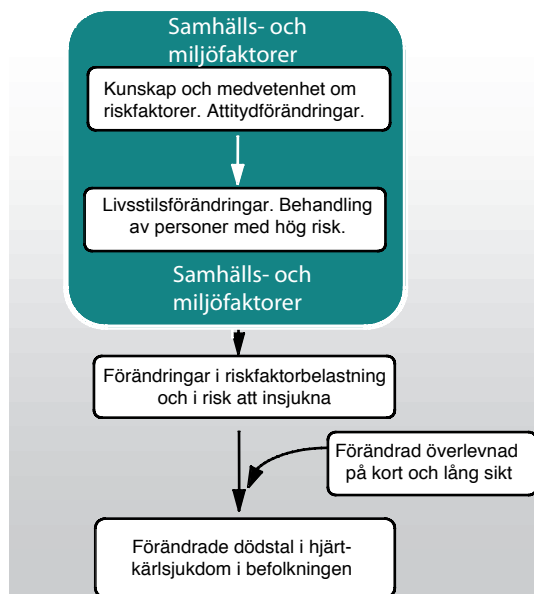 Samhälls- och
miljöfaktorer
Kunskap och medvetenhet om
riskfaktorer. Attitydförändringar.
Livsstilsförändringar. Behandling
av personer med hög risk.
Samhälls- och
miljöfaktorer
Förändringar i riskfaktorbelastning
och i risk att insjukna
Förändrad överlevnad
på kort och lång sikt
Förändrade dödstal i hjärt-
kärlsjukdom i befolkningen